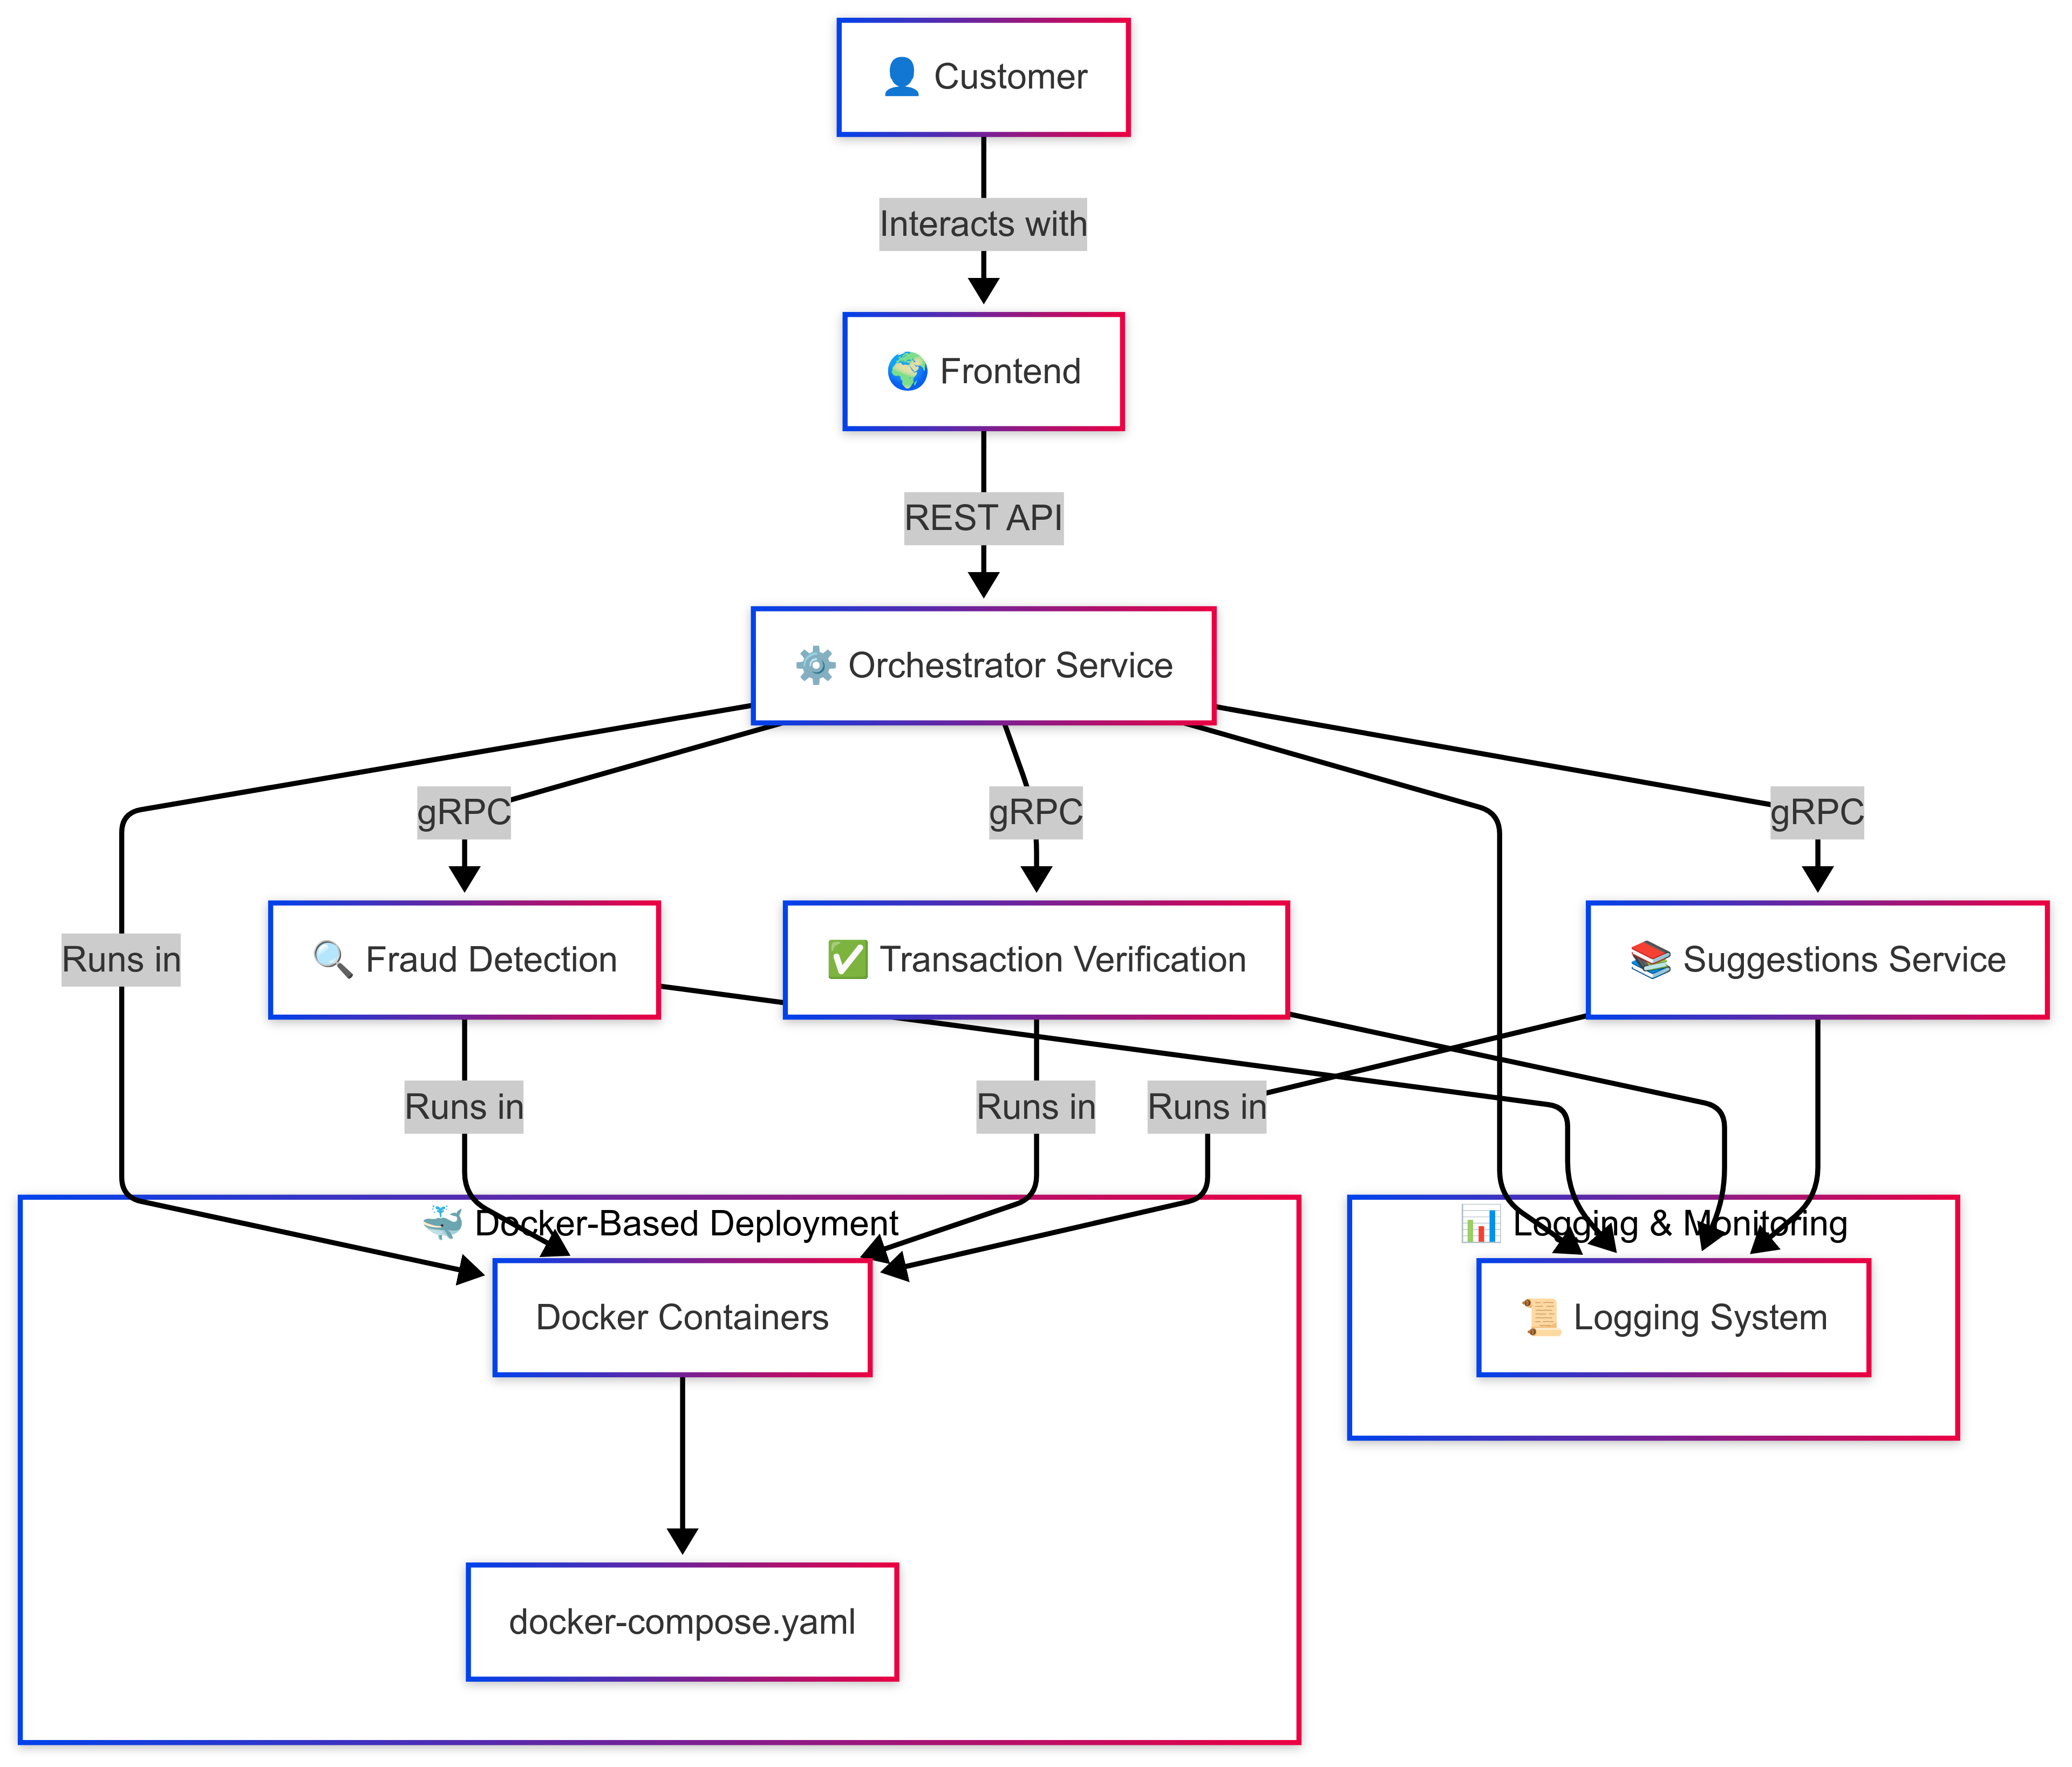 Customer
Interacts with
Frontend
REST API
Orchestrator Service
gRPC
gRPC
gRPC
Runs in
Fraud Detection
Transaction Verification
Suggestions Service
Runs in
Runs in
Runs in
Docker-Based Deployment
Logging & Monitoring
Docker Containers
Logging System
docker-compose.yaml